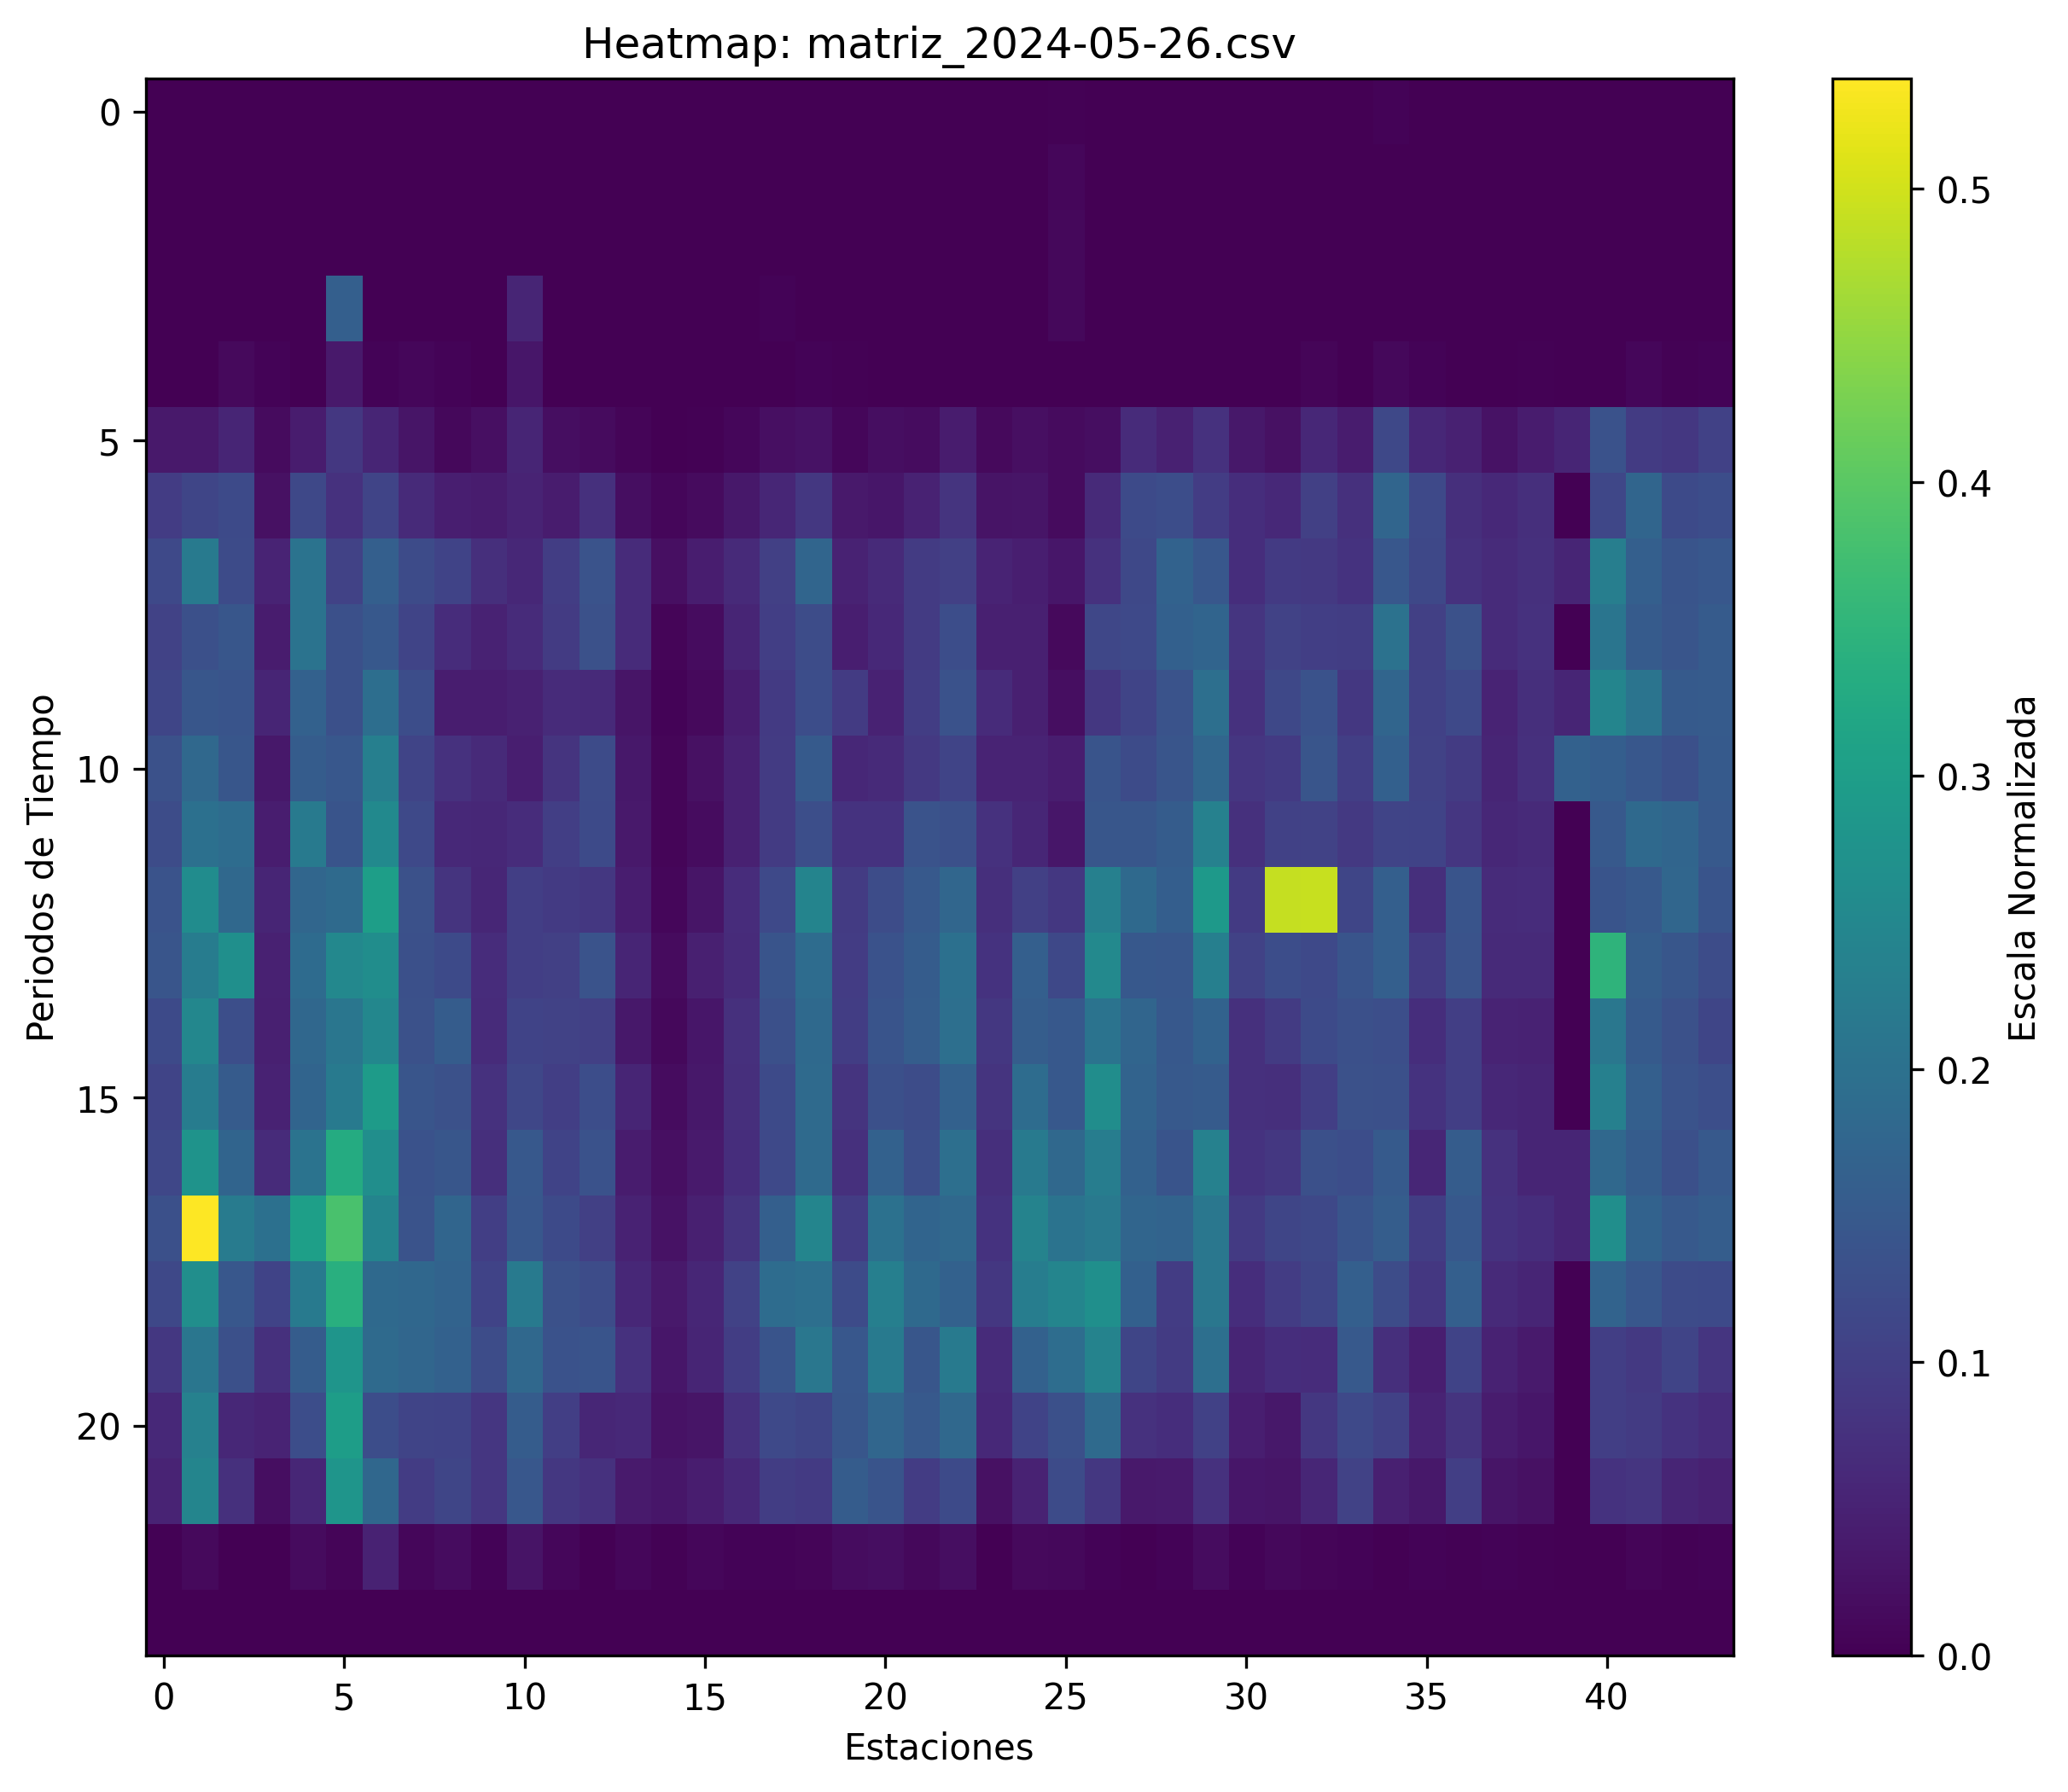 Heatmap: matriz_2024-05-26.csv
0
5
10
15
20
Periodos de Tiempo
0 5 10 15 20 25 30 35 40
Estaciones
0.5
0.4
0.3
0.2
0.1
0.0
Escala Normalizada